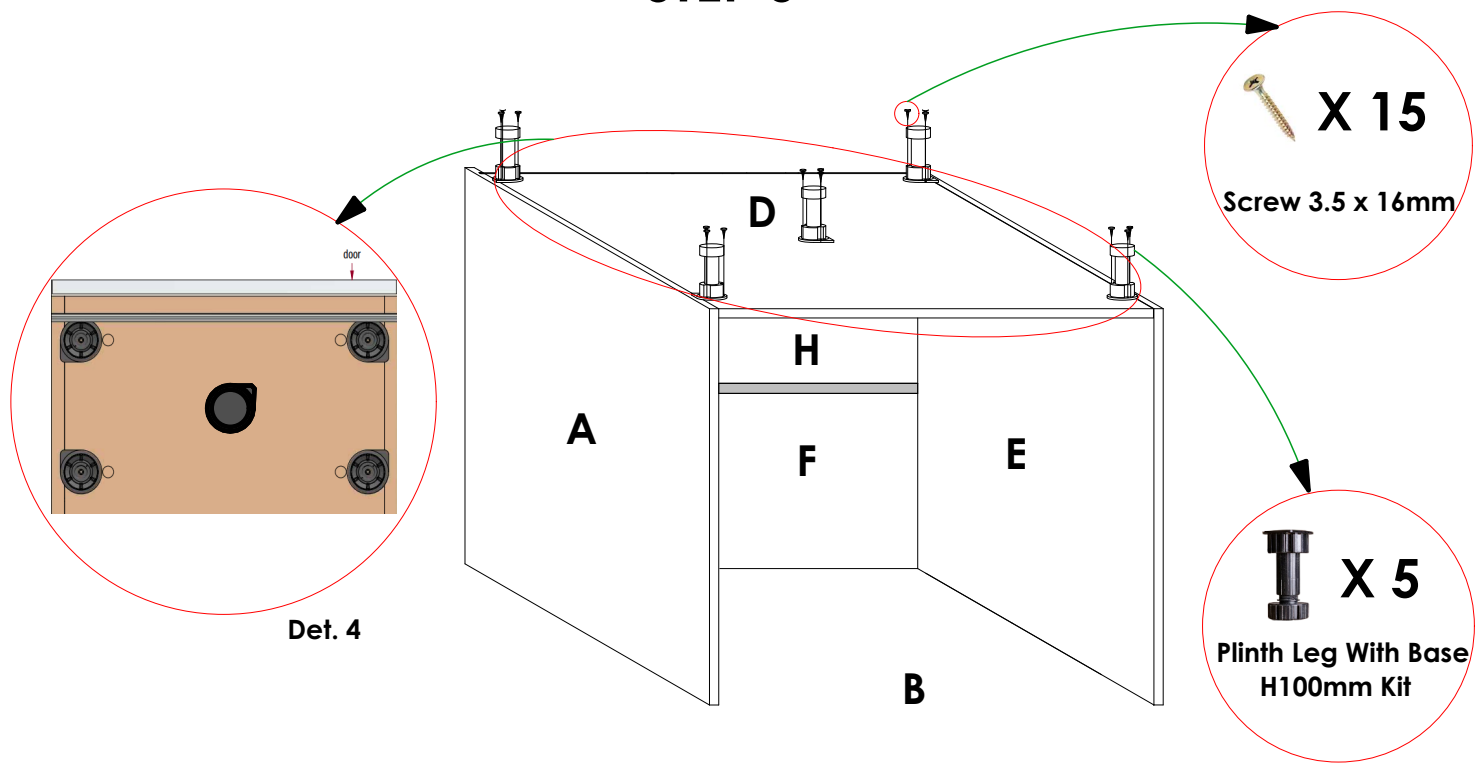 X 15
Screw 3.5 x 16mm
D
door
H
A
F
E
Det. 4
X 5
Plinth Leg With Base
H100mm Kit
B